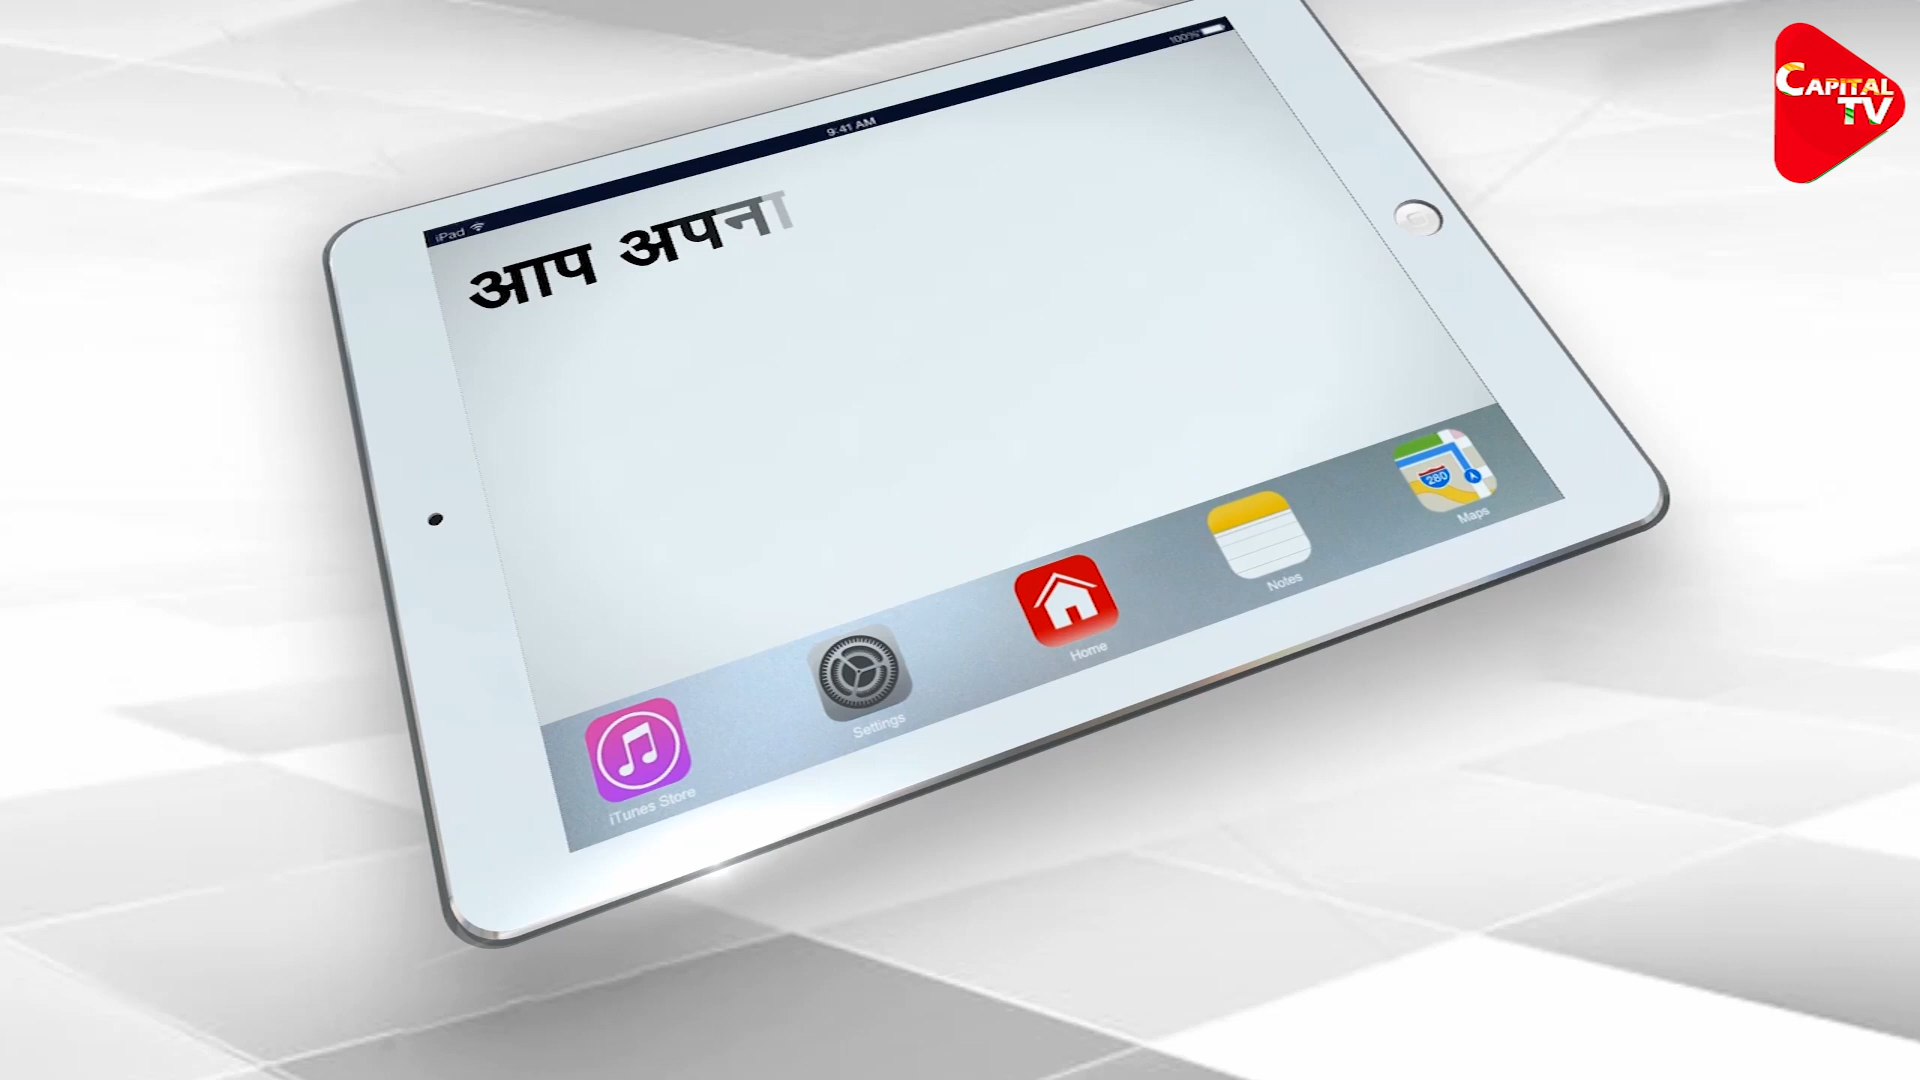 CAPITAL
TV
iPad
9:41 AM
100%
आप अपना
280
Maps
Notes
Home
Settings
iTunes Store